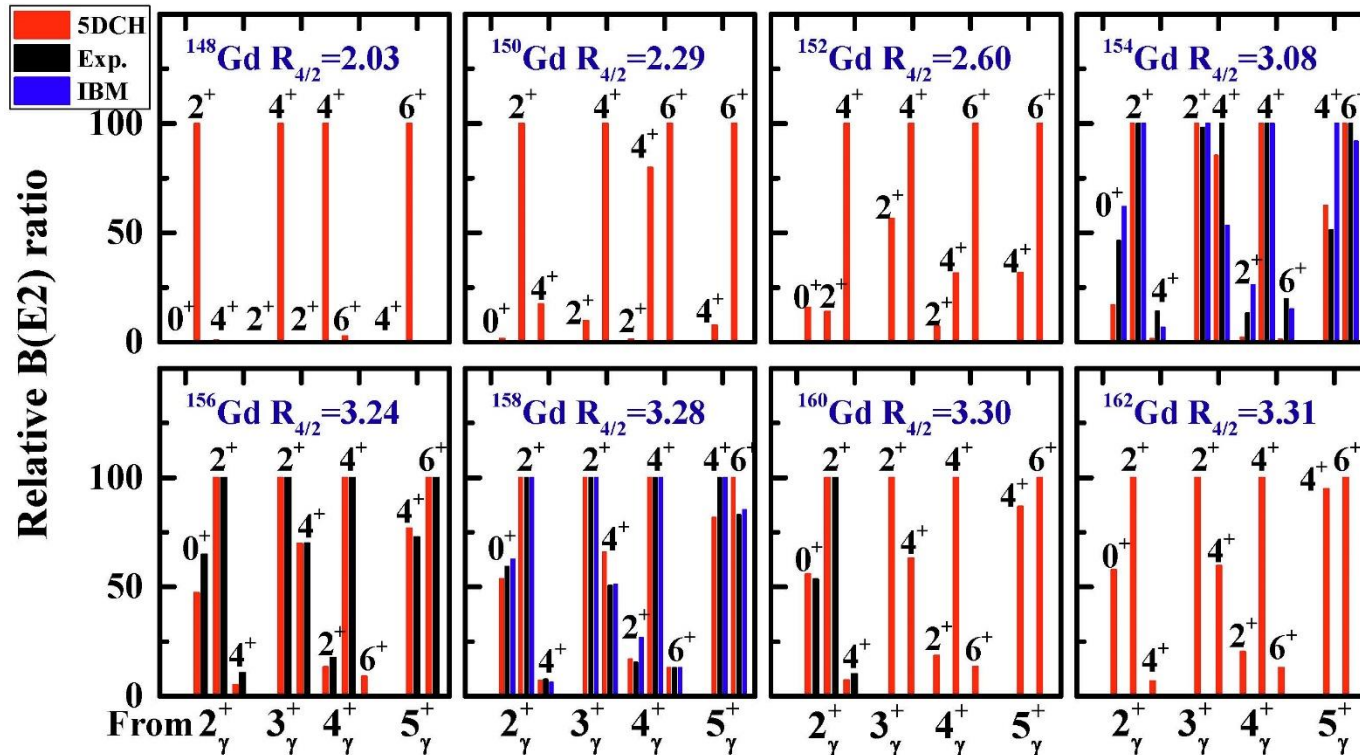 5DCH
Exp.
IBM
Relative B(E2) ratio
¹⁴⁸Gd R₄/₂=2.03
2⁺ 4⁺ 4⁺ 6⁺
0⁺ 4⁺ 2⁺ 2⁺ 6⁺ 4⁺
¹⁵⁰Gd R₄/₂=2.29
2⁺ 4⁺ 4⁺ 6⁺ 6⁺
0⁺ 4⁺ 2⁺ 2⁺ 4⁺
¹⁵²Gd R₄/₂=2.60
4⁺ 4⁺ 6⁺ 6⁺
0⁺ 2⁺ 2⁺ 2⁺ 4⁺ 4⁺
¹⁵⁴Gd R₄/₂=3.08
2⁺ 2⁺ 4⁺ 4⁺ 4⁺ 6⁺
0⁺ 4⁺ 2⁺ 6⁺
100
50
0
¹⁵⁶Gd R₄/₂=3.24
2⁺ 2⁺ 4⁺ 6⁺
0⁺ 4⁺ 4⁺ 2⁺ 6⁺ 4⁺
¹⁵⁸Gd R₄/₂=3.28
2⁺ 2⁺ 4⁺ 4⁺ 6⁺
0⁺ 4⁺ 4⁺ 2⁺ 6⁺
¹⁶⁰Gd R₄/₂=3.30
2⁺ 2⁺ 4⁺ 6⁺
0⁺ 4⁺ 4⁺ 2⁺ 6⁺ 4⁺
¹⁶²Gd R₄/₂=3.31
2⁺ 2⁺ 4⁺ 4⁺ 6⁺
0⁺ 4⁺ 4⁺ 2⁺ 6⁺
100
50
0
From 2⁺ᵧ 3⁺ᵧ 4⁺ᵧ 5⁺ᵧ 2⁺ᵧ 3⁺ᵧ 4⁺ᵧ 5⁺ᵧ 2⁺ᵧ 3⁺ᵧ 4⁺ᵧ 5⁺ᵧ 2⁺ᵧ 3⁺ᵧ 4⁺ᵧ 5⁺ᵧ